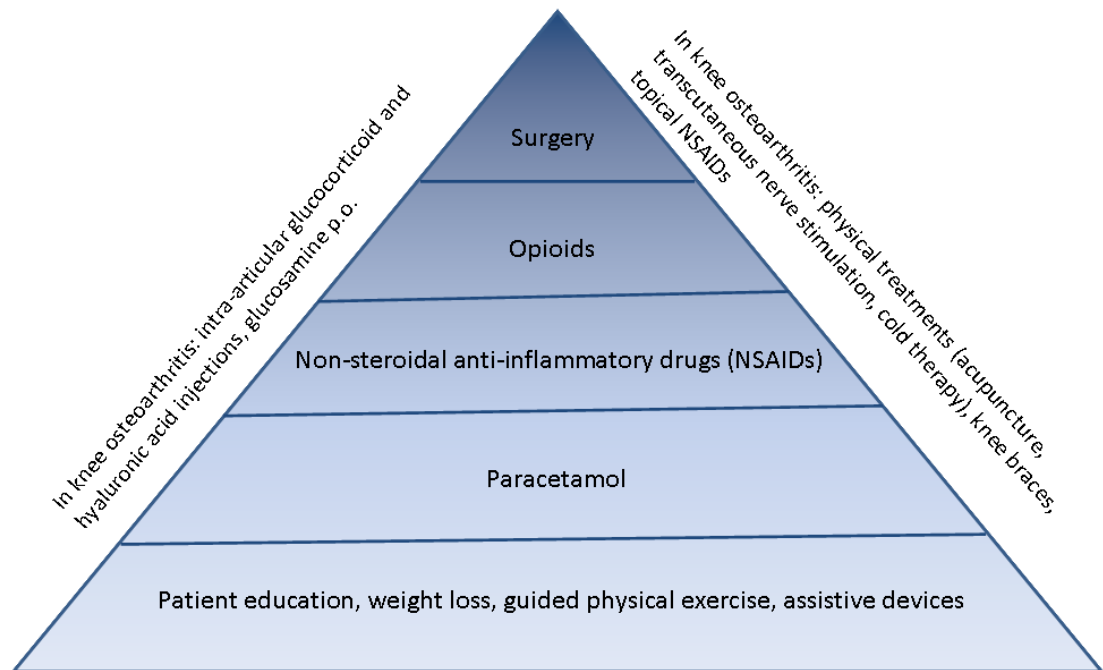 In knee osteoarthritis: intra-articular glucocorticoid and
hyaluronic acid injections, glucosamine p.o.
In knee osteoarthritis: physical treatments (acupuncture,
transcutaneous nerve stimulation, cold therapy), knee braces,
topical NSAIDs
Surgery
Opioids
Non-steroidal anti-inflammatory drugs (NSAIDs)
Paracetamol
Patient education, weight loss, guided physical exercise, assistive devices